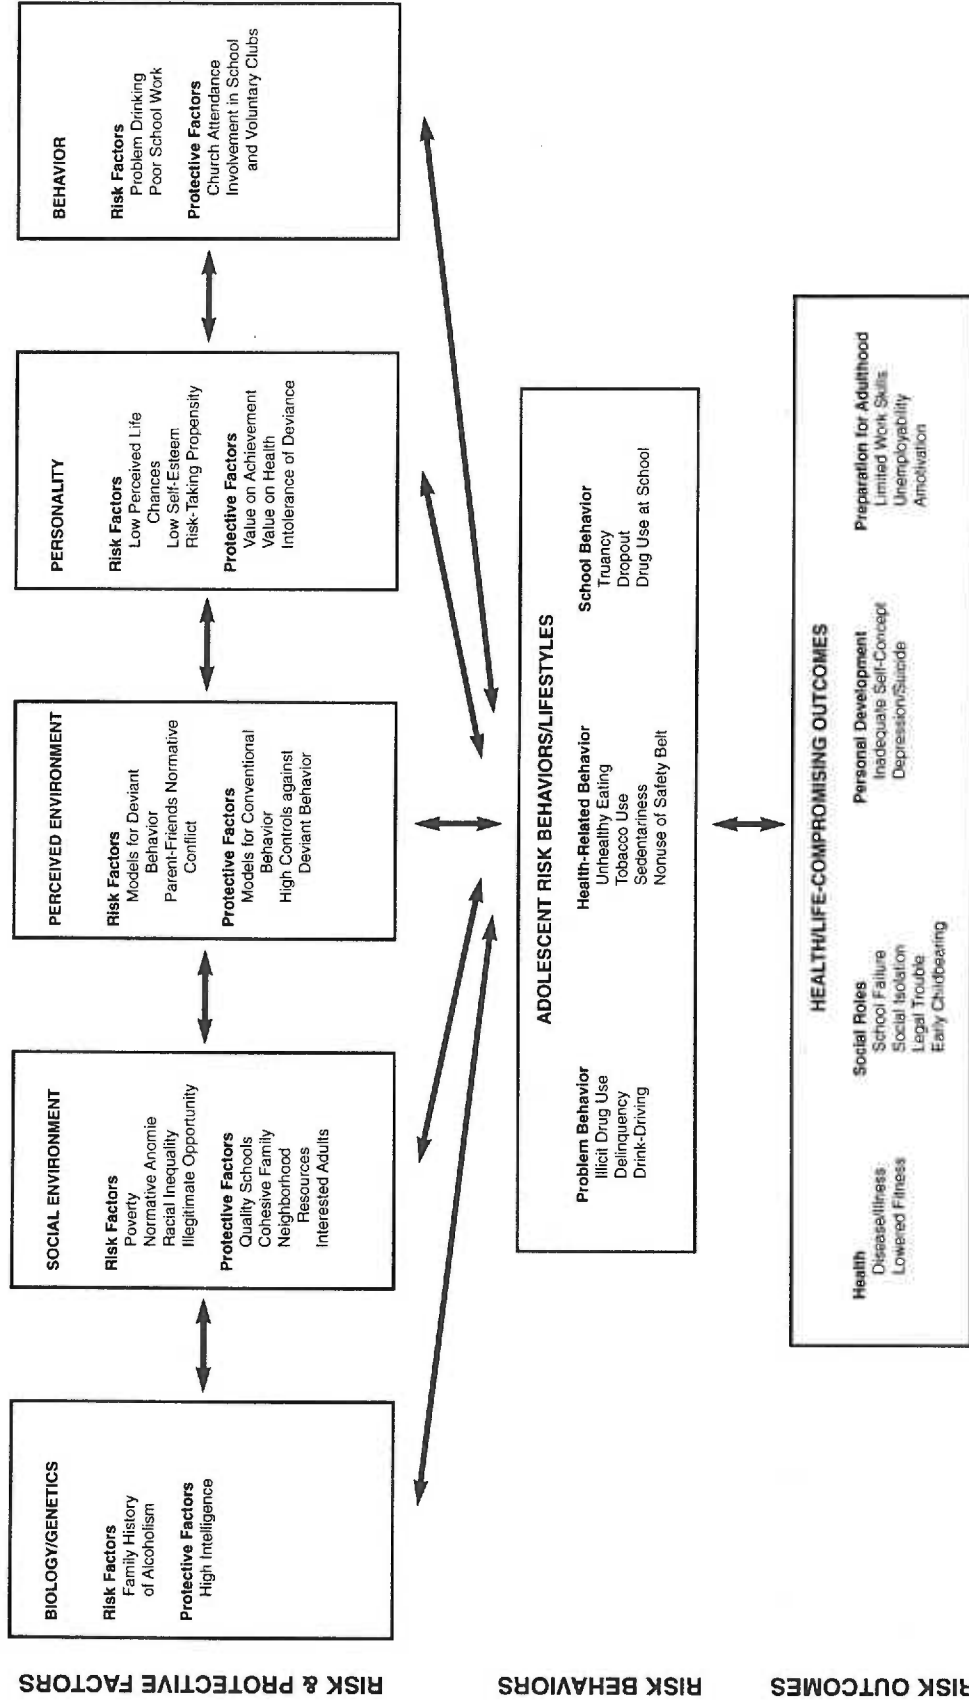 RISK & PROTECTIVE FACTORS
BIOLOGY/GENETICS
Risk Factors
Family History
of Alcoholism
Protective Factors
High Intelligence
SOCIAL ENVIRONMENT
Risk Factors
Poverty
Normative Anomie
Racial Inequality
Illegitimate Opportunity
Protective Factors
Quality Schools
Cohesive Family
Neighborhood
Resources
Interested Adults
PERCEIVED ENVIRONMENT
Risk Factors
Models for Deviant
Behavior
Parent-Friends Normative
Conflict
Protective Factors
Models for Conventional
Behavior
High Controls against
Deviant Behavior
PERSONALITY
Risk Factors
Low Perceived Life
Chances
Low Self-Esteem
Risk-Taking Propensity
Protective Factors
Value on Achievement
Value on Health
Intolerance of Deviance
BEHAVIOR
Risk Factors
Problem Drinking
Poor School Work
Protective Factors
Church Attendance
Involvement in School
and Voluntary Clubs
RISK BEHAVIORS
ADOLESCENT RISK BEHAVIORS/LIFESTYLES
Problem Behavior
Illicit Drug Use
Delinquency
Drink-Driving
Health-Related Behavior
Unhealthy Eating
Tobacco Use
Sedentariness
Nonuse of Safety Belt
School Behavior
Truancy
Dropout
Drug Use at School
RISK OUTCOMES
HEALTH/LIFE-COMPROMISING OUTCOMES
Health
Disease/Illness
Lowered Fitness
Social Roles
School Failure
Social Isolation
Legal Trouble
Early Childbearing
Personal Development
Inadequate Self-Concept
Depression/Suicide
Preparation for Adulthood
Limited Work Skills
Unemployability
Amotivation